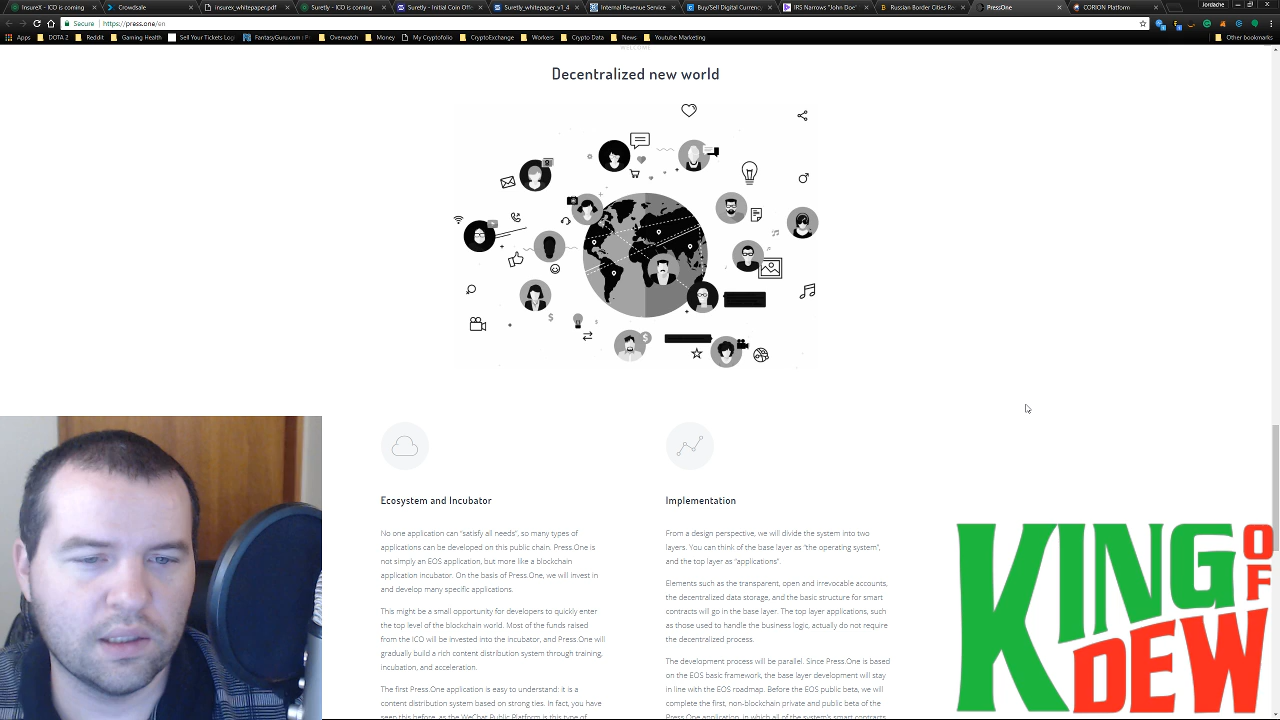 InsureX - ICO is coming
Crowdsale
insurex_whitepaper.pdf
Suretly - ICO is coming
Suretly - Initial Coin Off
Suretly_whitepaper_v1_4
Internal Revenue Service
Buy/Sell Digital Currenc
IRS Narrows "John Doe"
Russian Border Cities Re
PressOne
CORION Platform
Jordache
Secure
https://press.one/en
Apps
DOTA 2
Reddit
Gaming Health
Sell Your Tickets Log
FantasyGuru.com
Overwatch
Money
My Cryptofolio
CryptoExchange
Workers
Crypto Data
News
Youtube Marketing
Other bookmarks
WELCOME
Decentralized new world
Ecosystem and Incubator
No one application can "satisfy all needs", so many types of
applications can be developed on this public chain. Press.One is
not simply an EOS application, but more like a blockchain
application incubator. On the basis of Press.One, we will invest in
and develop many specific applications.
This might be a small opportunity for developers to quickly enter
the top level of the blockchain world. Most of the funds raised
from the ICO will be invested into the incubator, and Press.One will
gradually build a rich content distribution system through training,
incubation, and acceleration.
The first Press.One application is easy to understand: it is a
content distribution system based on strong ties. In fact, you have
seen this before, as the WeChat Public Platform is this type of
Implementation
From a design perspective, we will divide the system into two
layers. You can think of the base layer as "the operating system",
and the top layer as "applications".
Elements such as the transparent, open and irrevocable accounts,
the decentralized data storage, and the basic structure for smart
contracts will go in the base layer. The top layer applications, such
as those used to handle the business logic, actually do not require
the decentralized process.
The development process will be parallel. Since Press.One is based
on the EOS basic framework, the base layer development will stay
in line with the EOS roadmap. Before the EOS public beta, we will
complete the first, non-blockchain private and public beta of the
Press.One application, in which all of the system's smart contracts
KING OF
DEW